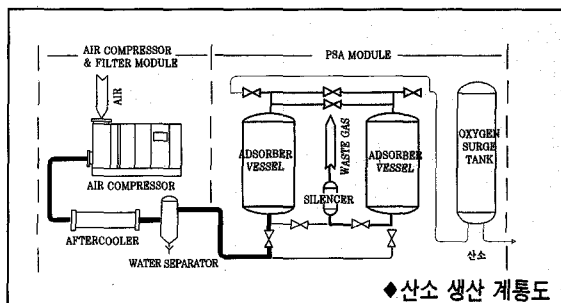 AIR COMPRESSOR
& FILTER MODULE
PSA MODULE
AIR
AIR COMPRESSOR
AFTERCOOLER
WATER SEPARATOR
ADSORBER
VESSEL
WASTE GAS
SILENCER
ADSORBER
VESSEL
OXYGEN
SURGE
TANK
산소
◆산소 생산 계통도